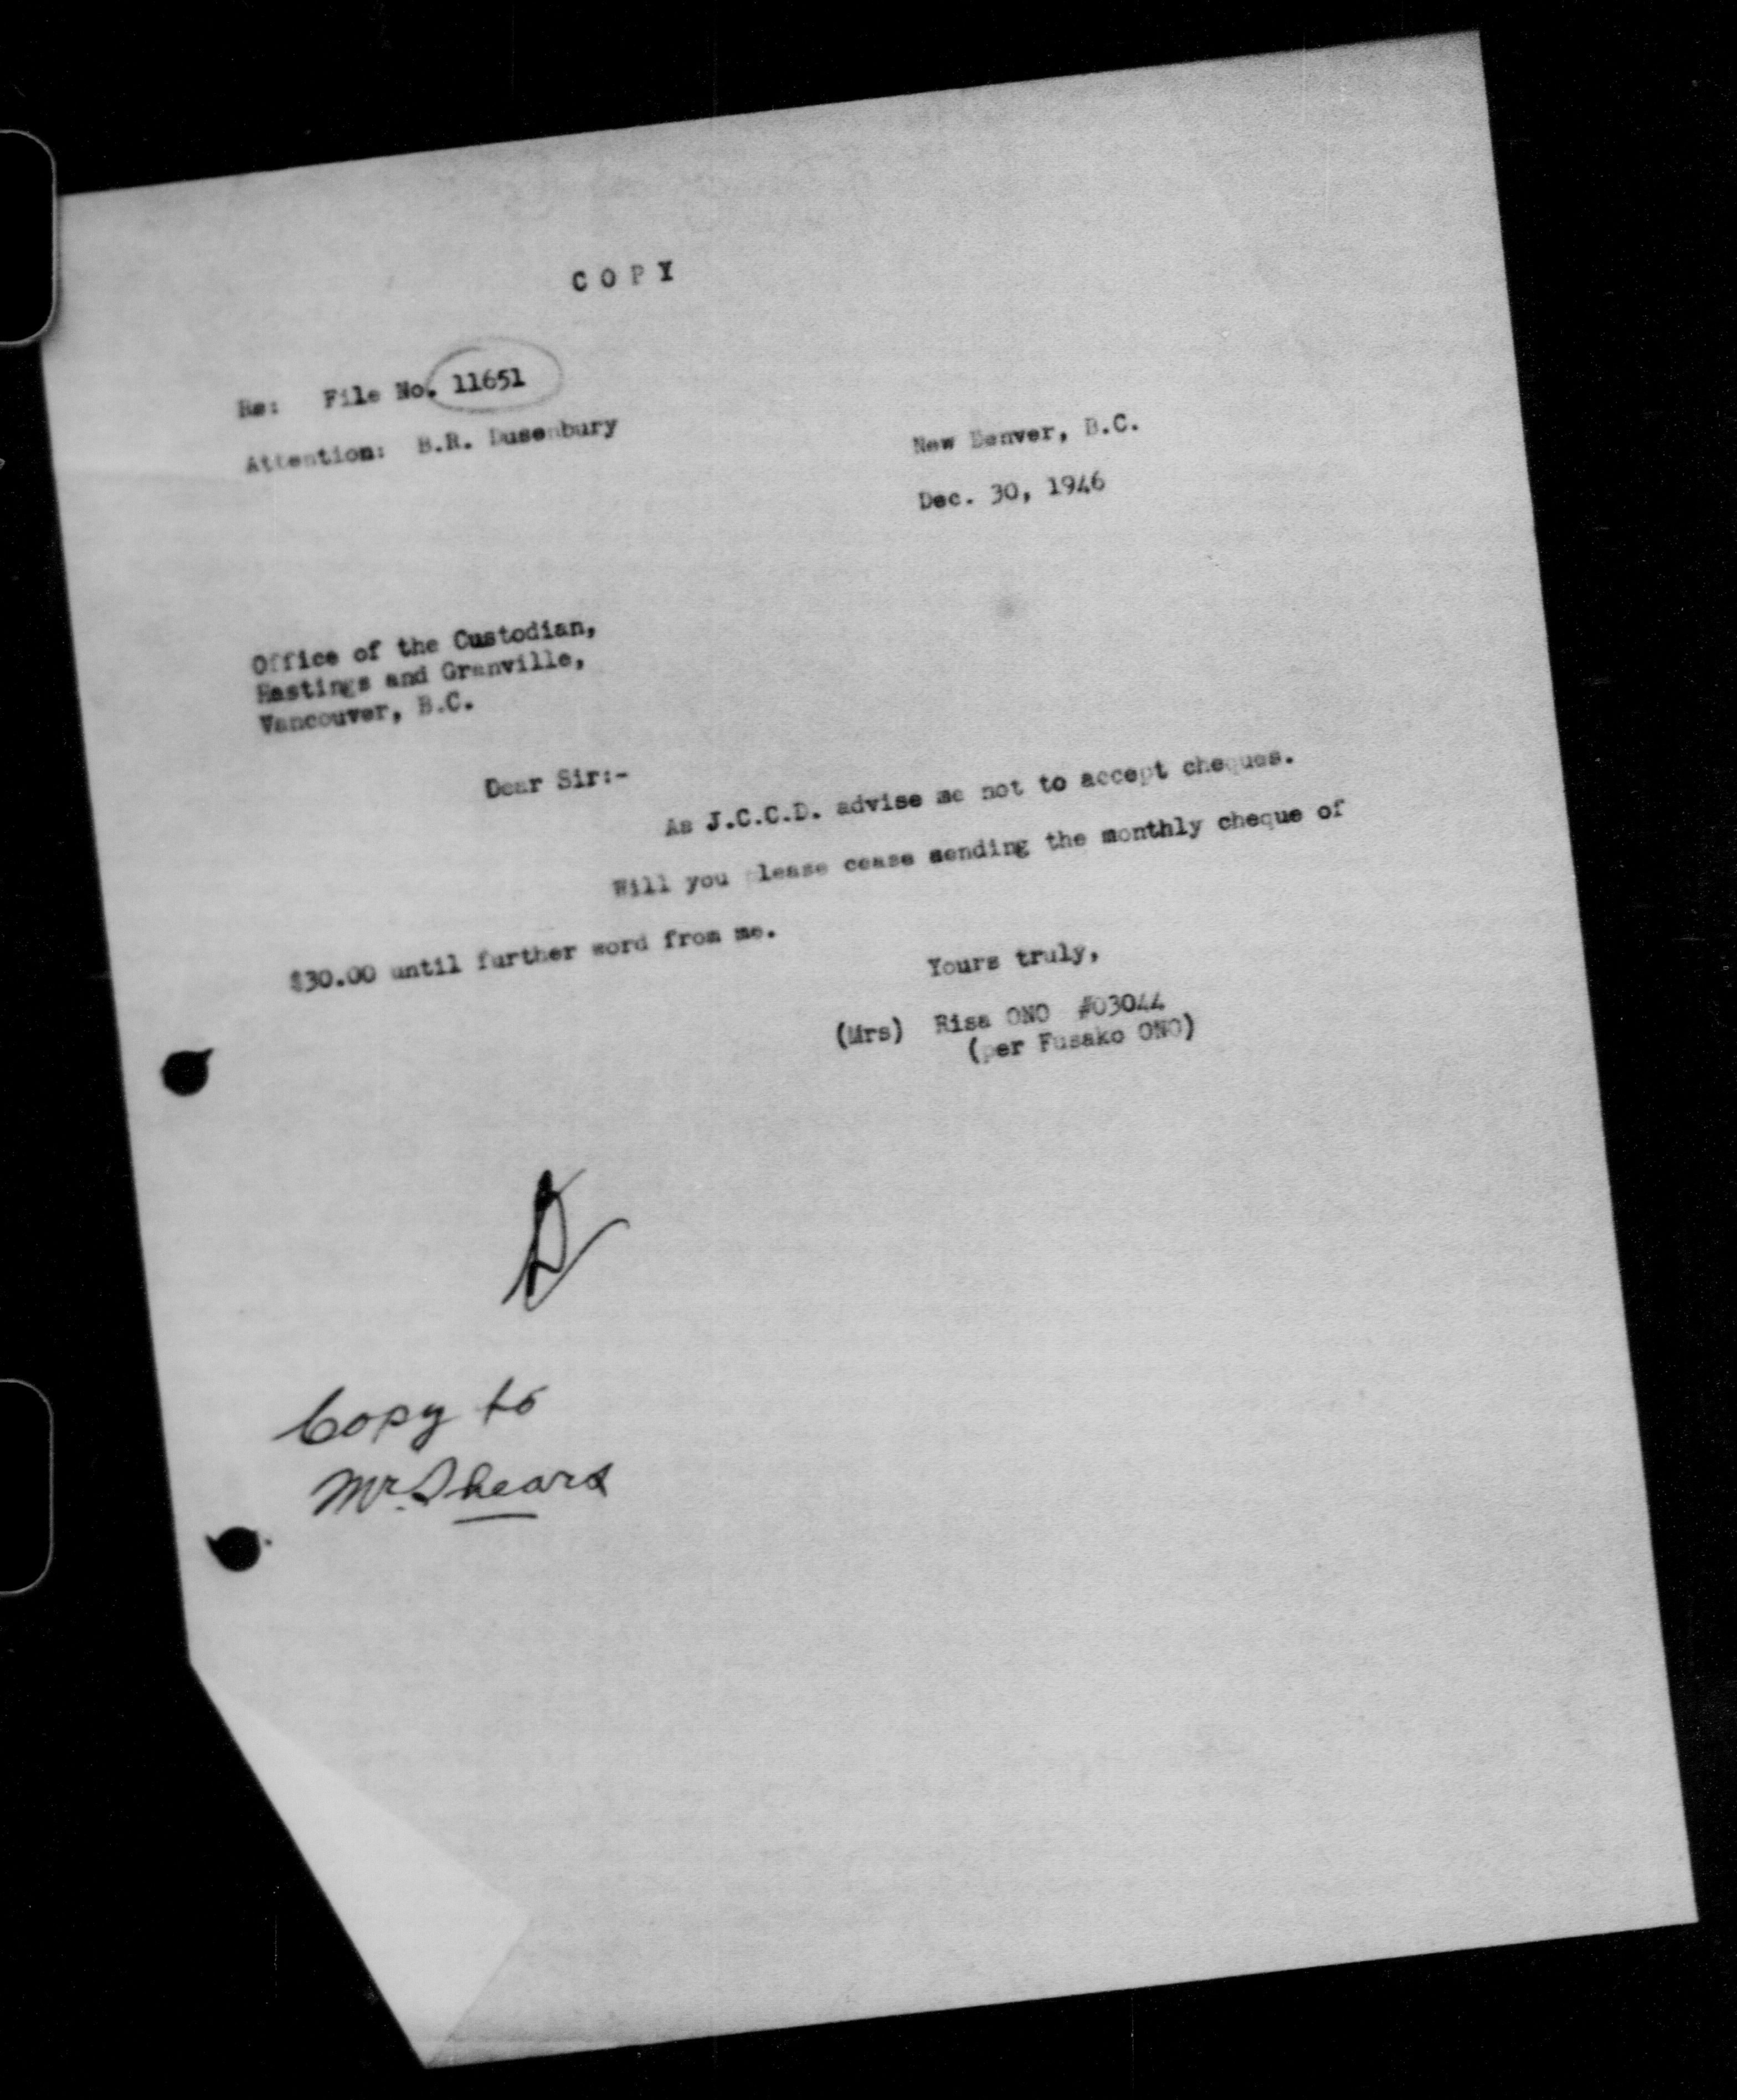 COPY
Re: File No. 11651
Attention: B.R. Dusenbury
New Denver, B.C.
Dec. 30, 1946
Office of the Custodian,
Hastings and Granville,
Vancouver, B.C.
Dear Sir:-
As J.C.C.D. advise me not to accept cheques.
Will you please cease sending the monthly cheque of
$30.00 until further word from me.
Yours truly,
(Mrs) Risa ONO #03044
(per Fusako ONO)
Copy to
Mr. Shears